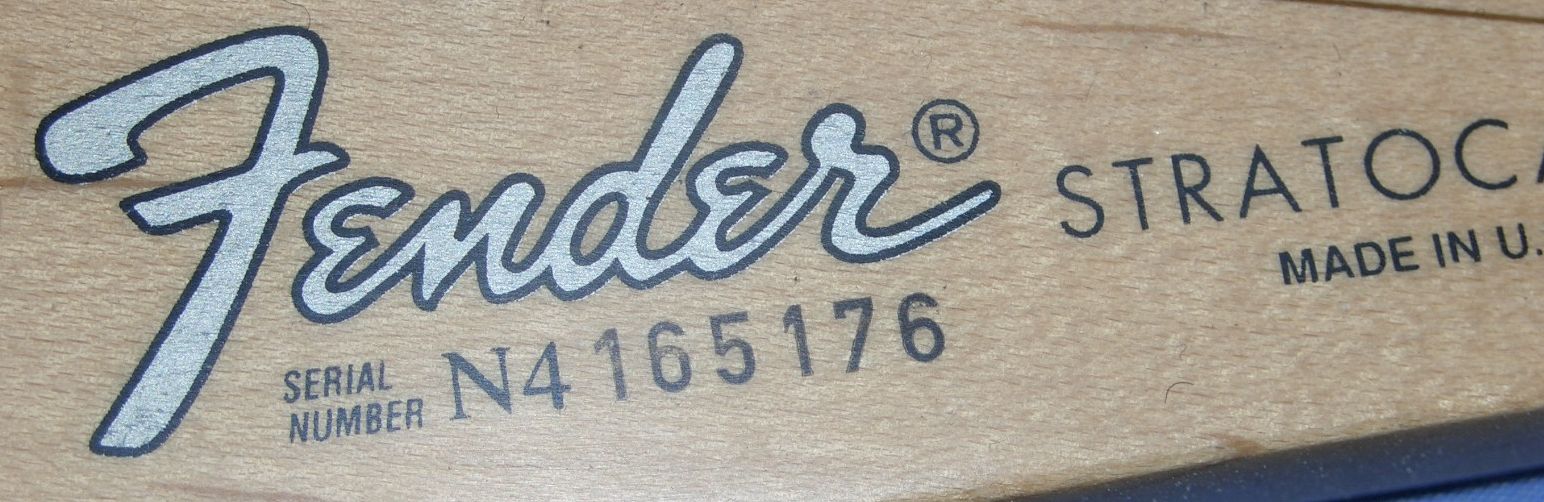 Fender®
STRATOCA
MADE IN U.
SERIAL
NUMBER N4165176